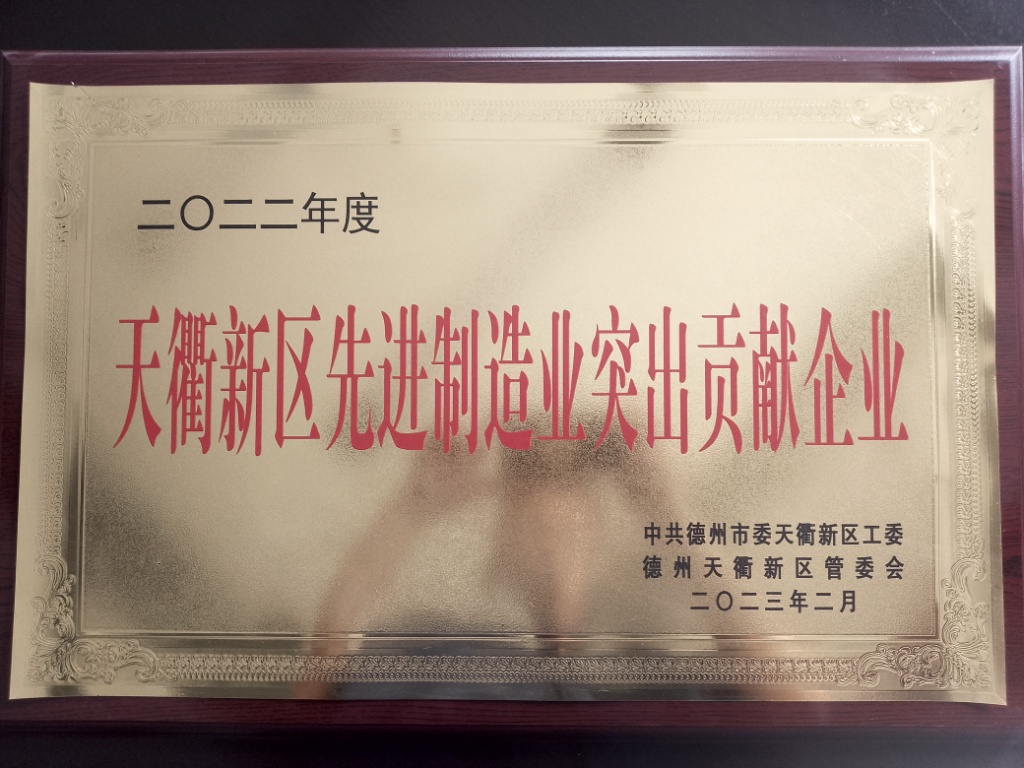 二〇二二年度
天衢新区先进制造业突出贡献企业
中共德州市委天衢新区工委
德州天衢新区管委会
二〇二三年二月